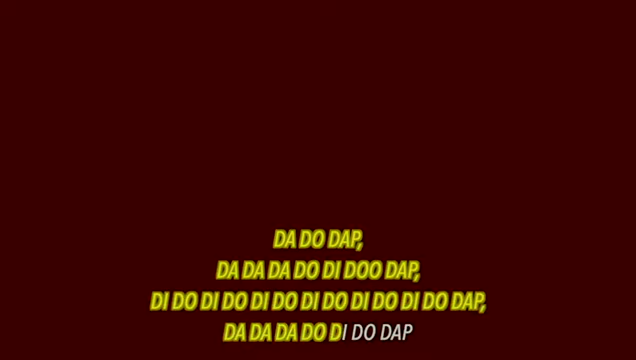 DA DO DAP,
DA DA DA DO DI DOO DAP,
DI DO DI DO DI DO DI DO DI DO DI DO DAP,
DA DA DA DO DI DO DAP